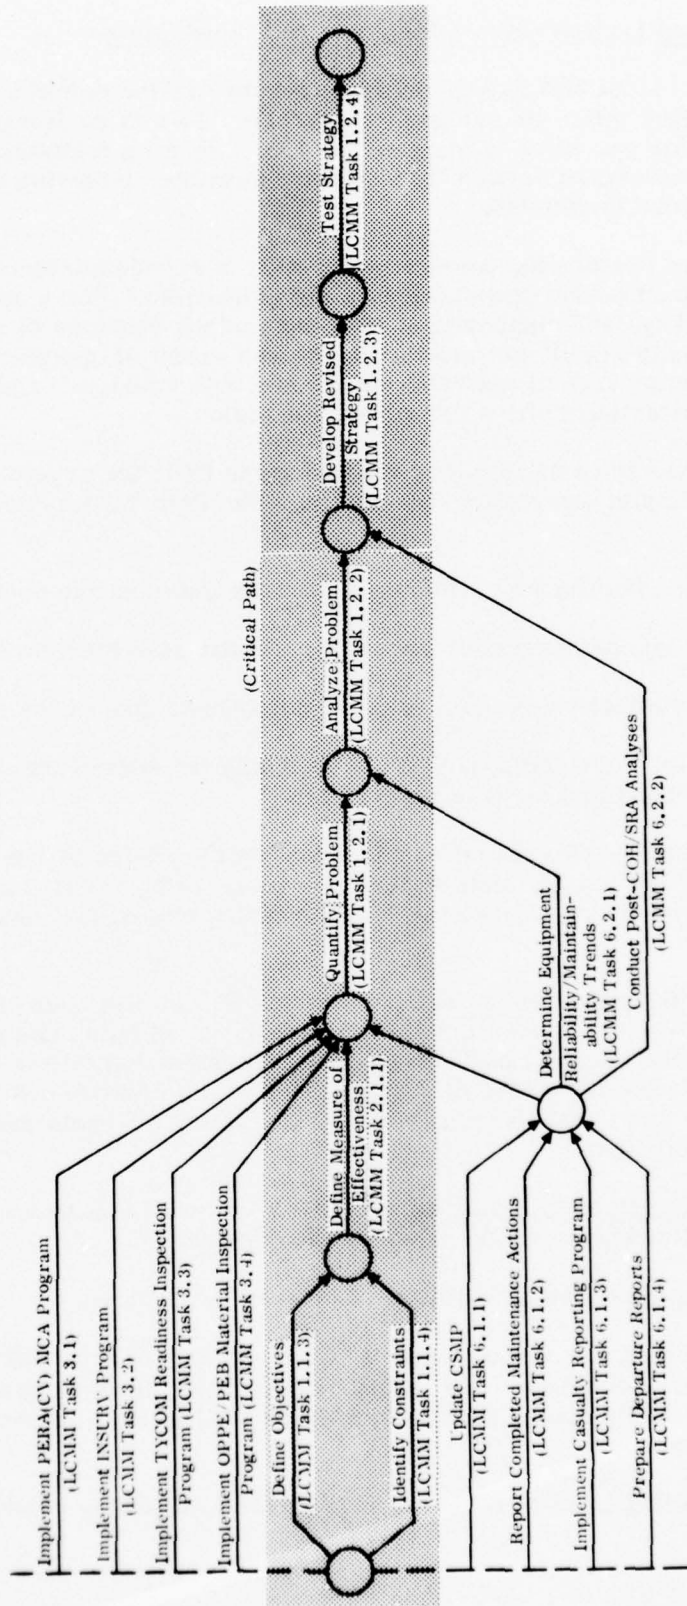 Implement PERA(CV) MCA Program
(LCMM Task 3.1)
Implement INSURV Program
(LCMM Task 3.2)
Implement TYCOM Readiness Inspection
Program (LCMM Task 3.3)
Implement OPPE/PEB Material Inspection
Program (LCMM Task 3.4)
Define Objectives
(LCMM Task 1.1.3)
Identify Constraints
(LCMM Task 1.1.4)
Define Measure of
Effectiveness
(LCMM Task 2.1.1)
Quantify Problem
(LCMM Task 1.2.1)
(Critical Path)
Analyze Problem
(LCMM Task 1.2.2)
Develop Revised
Strategy
(LCMM Task 1.2.3)
Test Strategy
(LCMM Task 1.2.4)
Update CSMP
(LCMM Task 6.1.1)
Report Completed Maintenance Actions
(LCMM Task 6.1.2)
Implement Casualty Reporting Program
(LCMM Task 6.1.3)
Prepare Departure Reports
(LCMM Task 6.1.4)
Determine Equipment
Reliability/Maintain-
ability Trends
(LCMM Task 6.2.1)
Conduct Post-COH/SRA Analyses
(LCMM Task 6.2.2)